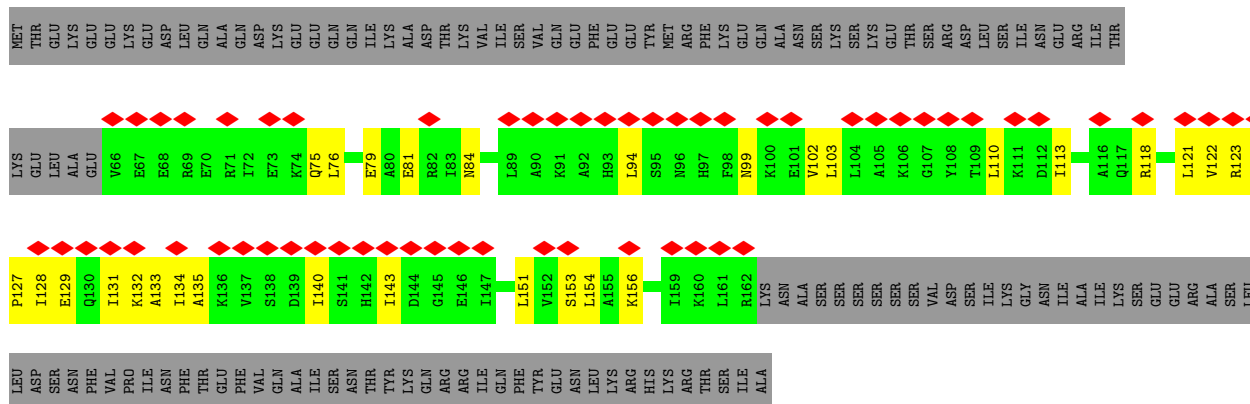 MET THR GLU LYS GLU GLU LYS GLU ASP LEU GLN ALA GLN ASP LYS GLU GLU GLN GLN ILE LYS ALA ASP THR LYS VAL ILE SER VAL GLN GLU PHE GLU GLU TYR MET ARG PHE LYS GLU GLN ALA ASN SER LYS SER LYS GLU THR SER ARG ASP LEU SER ILE ASN GLU ARG ILE THR
LYS GLU LEU ALA GLU V66 E67 E68 R69 E70 R71 I72 E73 K74 Q75 L76 E79 A80 E81 R82 I83 N84 L89 A90 K91 A92 H93 L94 S95 N96 H97 F98 N99 K100 E101 V102 L103 L104 A105 K106 G107 Y108 T109 L110 K111 D112 I113 A116 Q117 R118 L121 V122 R123
P127 I128 E129 Q130 I131 K132 A133 I134 A135 K136 V137 S138 D139 I140 S141 H142 I143 D144 G145 E146 I147 L151 V152 S153 L154 A155 K156 I159 K160 L161 R162 LYS ASN ALA SER SER SER SER SER SER VAL ASP SER ILE LYS GLY ASN ILE ALA ILE LYS SER GLU GLU ARG ALA SER LEU
LEU ASP SER ASN PHE VAL PRO ILE ASN PHE THR GLU PHE VAL GLN ALA ILE SER ASN THR TYR LYS GLN ARG ARG ILE GLN PHE TYR GLU ASN LEU LYS ARG HIS LYS ARG THR SER ILE ALA